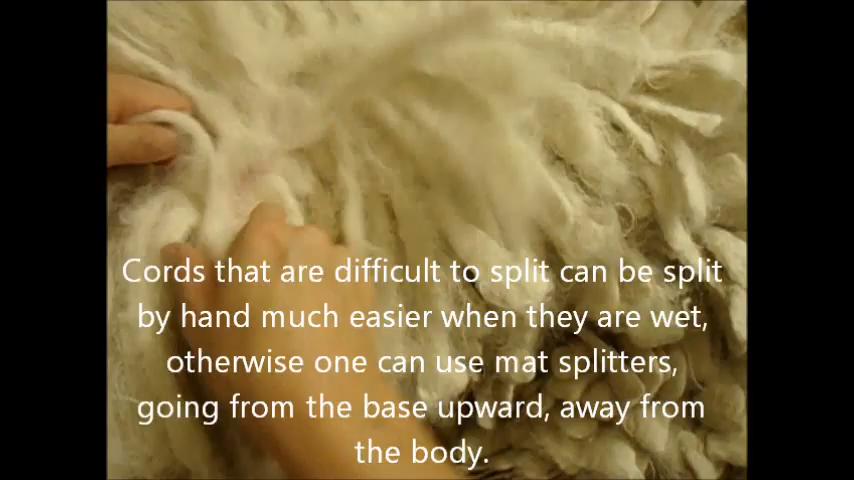 Cords that are difficult to split can be split
by hand much easier when they are wet,
otherwise one can use mat splitters,
going from the base upward, away from
the body.